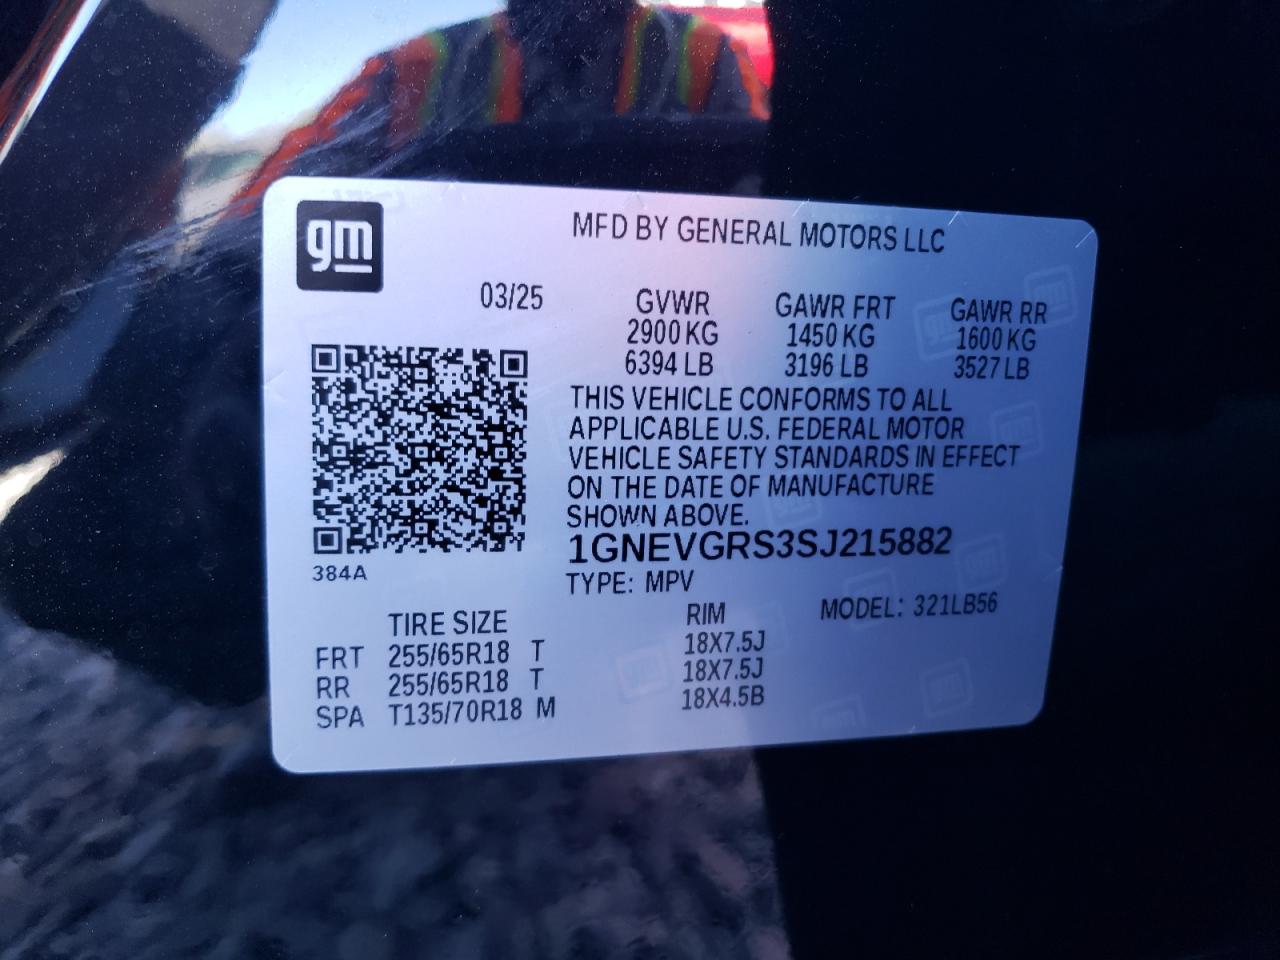 gm
MFD BY GENERAL MOTORS LLC
03/25 GVWR GAWR FRT GAWR RR
2900 KG 1450 KG 1600 KG
6394 LB 3196 LB 3527 LB
THIS VEHICLE CONFORMS TO ALL
APPLICABLE U.S. FEDERAL MOTOR
VEHICLE SAFETY STANDARDS IN EFFECT
ON THE DATE OF MANUFACTURE
SHOWN ABOVE.
1GNEVGRS3SJ215882
384A
TYPE: MPV
MODEL: 321LB56
TIRE SIZE RIM
FRT 255/65R18 T 18X7.5J
RR 255/65R18 T 18X7.5J
SPA T135/70R18 M 18X4.5B